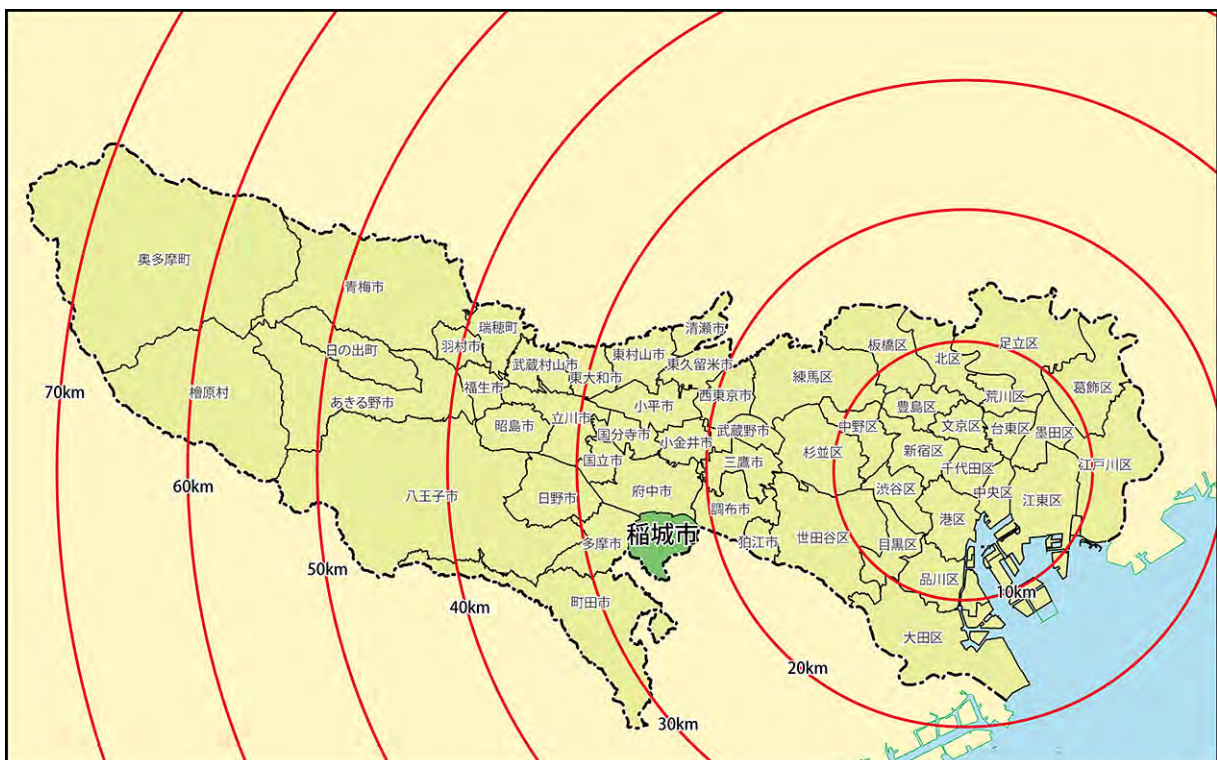 奥多摩町
青梅市
瑞穂町
清瀬市
足立区
板橋区
北区
羽村市
日の出町
武蔵村山市
東村山市
東久留米市
東大和市
練馬区
葛飾区
70km
檜原村
あきる野市
福生市
西東京市
荒川区
豊島区
小平市
昭島市
立川市
文京区
台東区
墨田区
中野区
武蔵野市
国分寺市
小金井市
杉並区
新宿区
国立市
三鷹市
千代田区
江戸川区
60km
八王子市
日野市
府中市
渋谷区
中央区
江東区
調布市
港区
稲城市
多摩市
狛江市
世田谷区
目黒区
50km
品川区
10km
40km
町田市
大田区
20km
30km